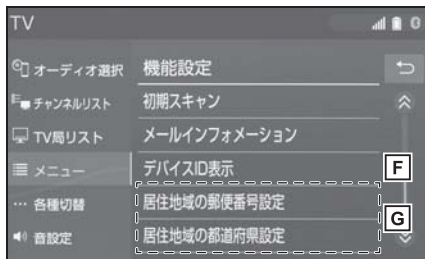 TV
0
オーディオ選択
機能設定
チャンネルリスト
初期スキャン
TV局リスト
メールインフォメーション
メニュー
デバイスID表示
F
各種切替
居住地域の郵便番号設定
G
音設定
居住地域の都道府県設定